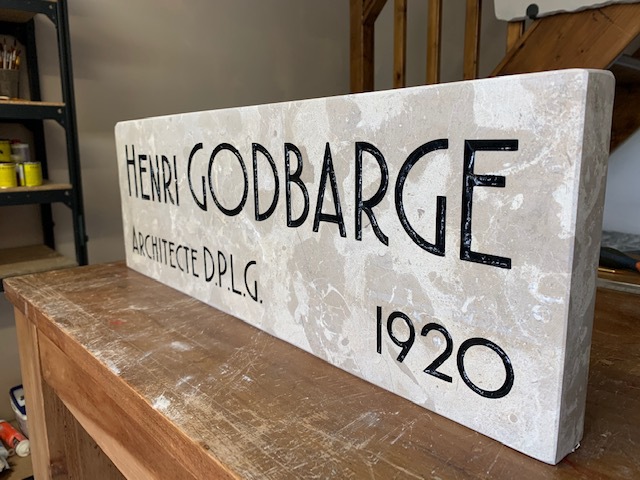 HENRI GODBARGE
ARCHITECTE D.P.L.G.
1920